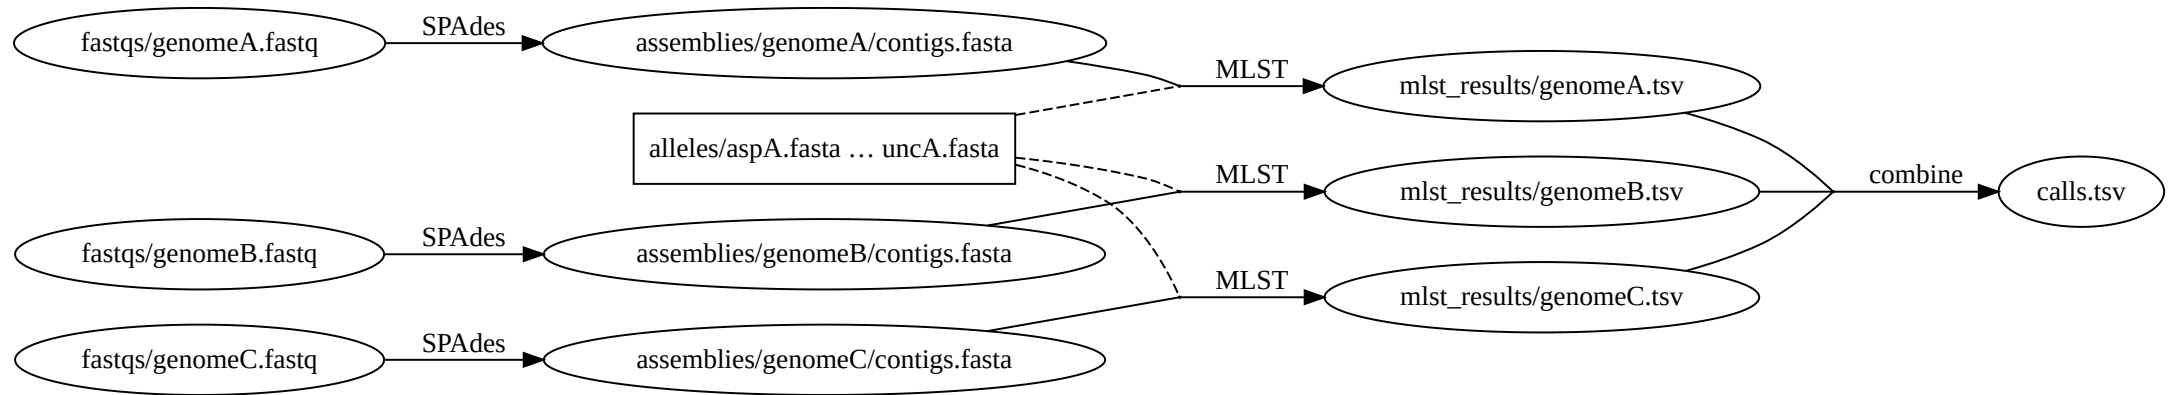 fastqs/genomeA.fastq
SPAdes
assemblies/genomeA/contigs.fasta
MLST
mlst_results/genomeA.tsv
alleles/aspA.fasta … uncA.fasta
MLST
mlst_results/genomeB.tsv
combine
calls.tsv
fastqs/genomeB.fastq
SPAdes
assemblies/genomeB/contigs.fasta
MLST
mlst_results/genomeC.tsv
fastqs/genomeC.fastq
SPAdes
assemblies/genomeC/contigs.fasta